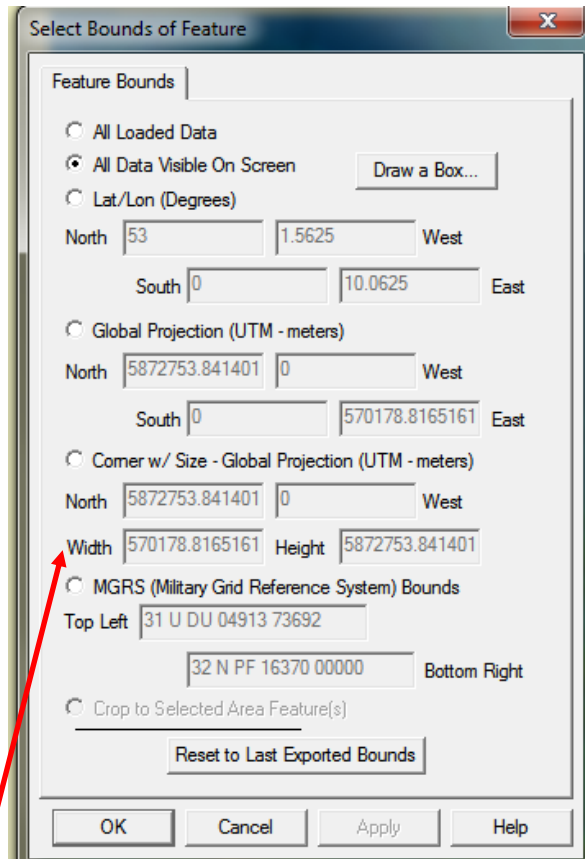 Select Bounds of Feature
x
Feature Bounds
All Loaded Data
All Data Visible On Screen
Draw a Box...
Lat/Lon (Degrees)
North 53 1.5625 West
South 0 10.0625 East
Global Projection (UTM - meters)
North 5872753.841401 0 West
South 0 570178.8165161 East
Corner w/ Size - Global Projection (UTM - meters)
North 5872753.841401 0 West
Width 570178.8165161 Height 5872753.841401
MGRS (Military Grid Reference System) Bounds
Top Left 31 U DU 04913 73692
32 N PF 16370 00000 Bottom Right
Crop to Selected Area Feature(s)
Reset to Last Exported Bounds
OK Cancel Apply Help